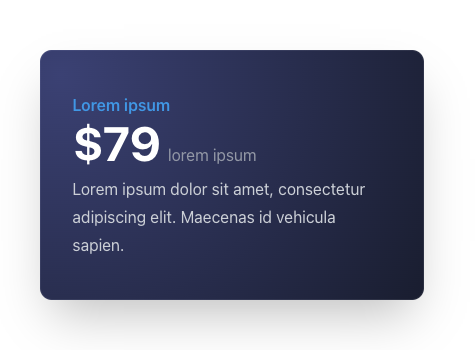 Lorem ipsum
$79 lorem ipsum
Lorem ipsum dolor sit amet, consectetur
adipiscing elit. Maecenas id vehicula
sapien.